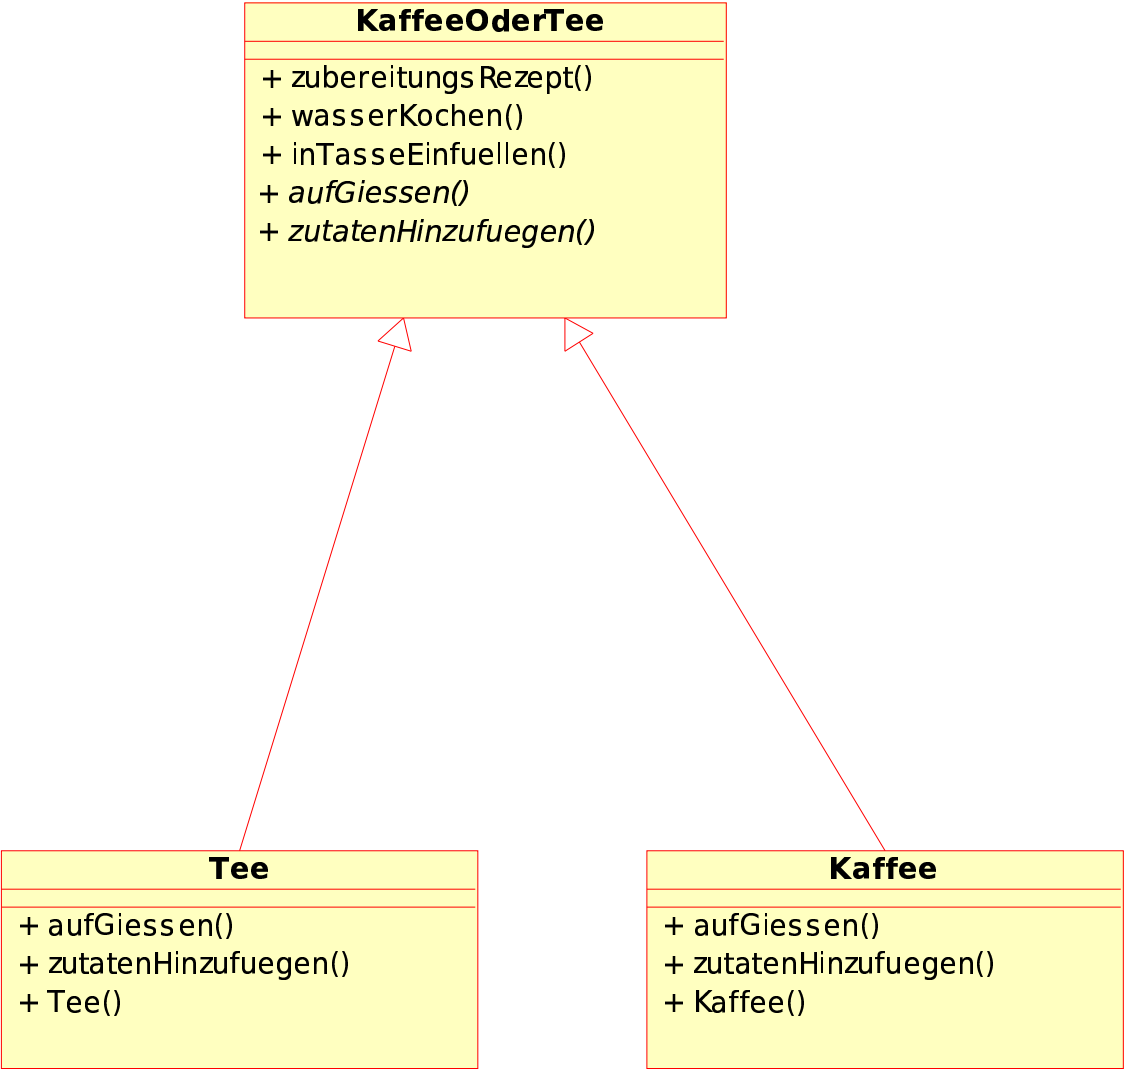 KaffeeOderTee
+ zubereitungsRezept()
+ wasserKochen()
+ inTasseEinfuellen()
+ aufGiessen()
+ zutatenHinzufuegen()
Tee
+ aufGiessen()
+ zutatenHinzufuegen()
+ Tee()
Kaffee
+ aufGiessen()
+ zutatenHinzufuegen()
+ Kaffee()